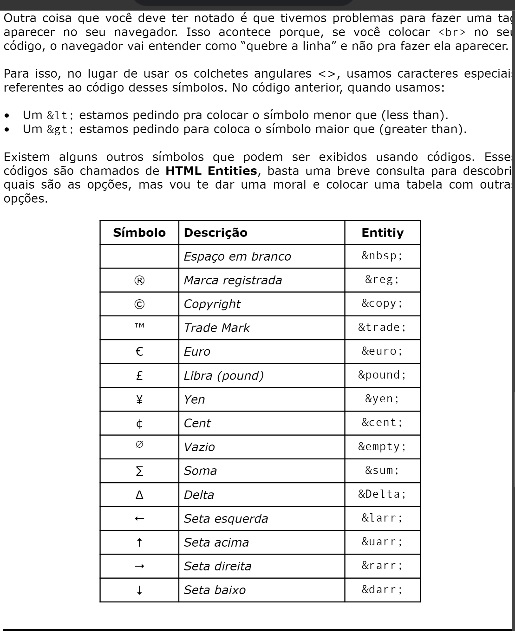 Outra coisa que você deve ter notado é que tivemos problemas para fazer uma tag
aparecer no seu navegador. Isso acontece porque, se você colocar <br> no seu
código, o navegador vai entender como “quebre a linha” e não pra fazer ela aparecer.
Para isso, no lugar de usar os colchetes angulares <>, usamos caracteres especiai
referentes ao código desses símbolos. No código anterior, quando usamos:
• Um &lt; estamos pedindo pra colocar o símbolo menor que (less than).
• Um &gt; estamos pedindo para coloca o símbolo maior que (greater than).
Existem alguns outros símbolos que podem ser exibidos usando códigos. Esse
códigos são chamados de HTML Entities, basta uma breve consulta para descobri
quais são as opções, mas vou te dar uma moral e colocar uma tabela com outra
opções.
Símbolo Descrição Entitiy
Espaço em branco &nbsp;
® Marca registrada &reg;
© Copyright &copy;
™ Trade Mark &trade;
€ Euro &euro;
£ Libra (pound) &pound;
¥ Yen &yen;
¢ Cent &cent;
∅ Vazio &empty;
∑ Soma &sum;
Δ Delta &Delta;
← Seta esquerda &larr;
↑ Seta acima &uarr;
→ Seta direita &rarr;
↓ Seta baixo &darr;